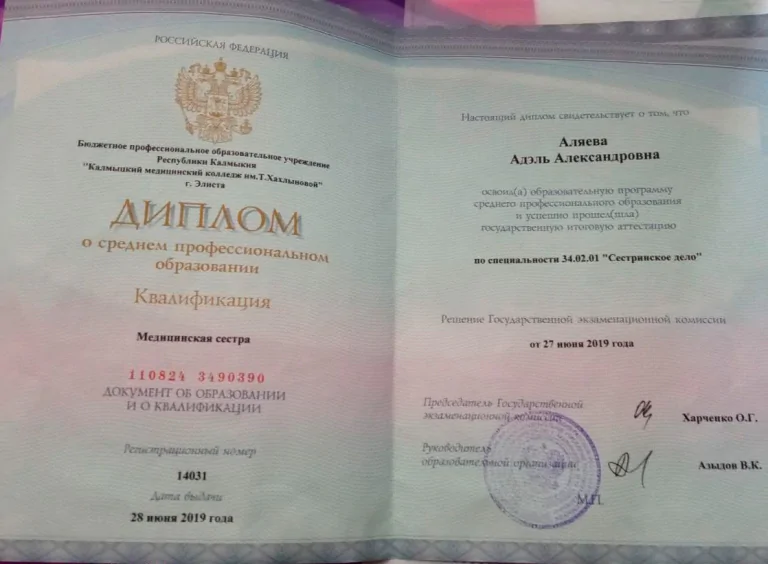 РОССИЙСКАЯ ФЕДЕРАЦИЯ
Бюджетное профессиональное образовательное учреждение
Республики Калмыкия
"Калмыцкий медицинский колледж им.Т.Хахлыновой"
г. Элиста
ДИПЛОМ
о среднем профессиональном
образовании
Квалификация
Медицинская сестра
110824 3490390
ДОКУМЕНТ ОБ ОБРАЗОВАНИИ
И О КВАЛИФИКАЦИИ
Регистрационный номер
14031
Дата выдачи
28 июня 2019 года
Настоящий диплом свидетельствует о том, что
Аляева
Адэль Александровна
освоил(а) образовательную программу
среднего профессионального образования
и успешно прошел(шла)
государственную итоговую аттестацию
по специальности 34.02.01 "Сестринское дело"
Решение Государственной экзаменационной комиссии
от 27 июня 2019 года
Председатель Государственной
экзаменационной комиссии
Харченко О.Г.
Руководитель
образовательной организации
Азыдов В.К.
М.П.